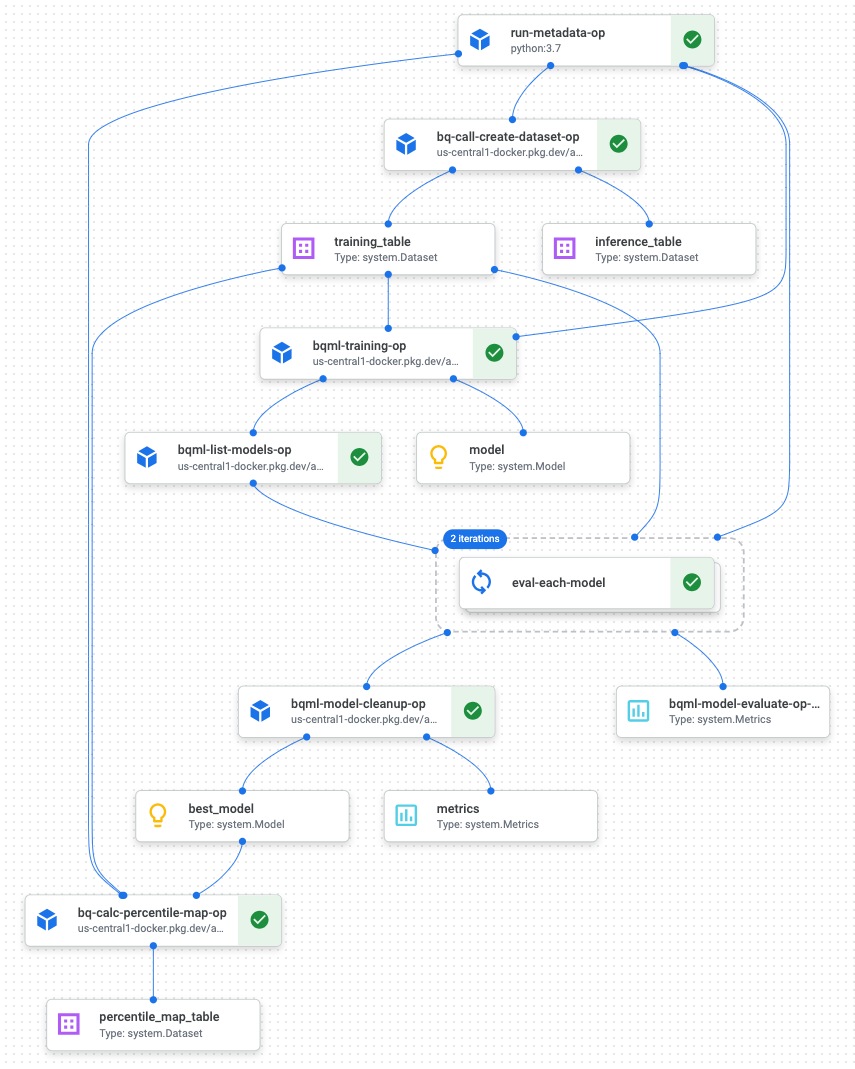 run-metadata-op
python:3.7
bq-call-create-dataset-op
us-central1-docker.pkg.dev/a...
training_table
Type: system.Dataset
inference_table
Type: system.Dataset
bqml-training-op
us-central1-docker.pkg.dev/a...
bqml-list-models-op
us-central1-docker.pkg.dev/a...
model
Type: system.Model
2 iterations
eval-each-model
bqml-model-cleanup-op
us-central1-docker.pkg.dev/a...
bqml-model-evaluate-op-...
Type: system.Metrics
best_model
Type: system.Model
metrics
Type: system.Metrics
bq-calc-percentile-map-op
us-central1-docker.pkg.dev/a...
percentile_map_table
Type: system.Dataset